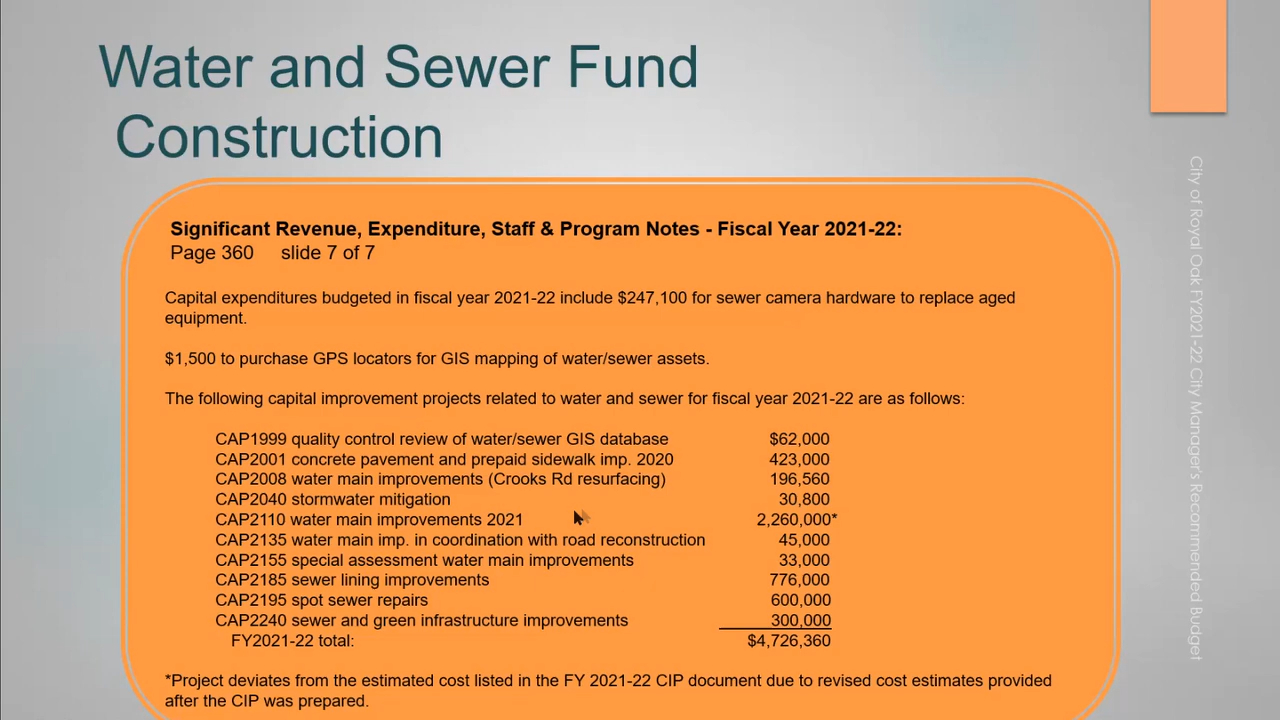 Water and Sewer Fund
Construction
Significant Revenue, Expenditure, Staff & Program Notes - Fiscal Year 2021-22:
Page 360 slide 7 of 7
Capital expenditures budgeted in fiscal year 2021-22 include $247,100 for sewer camera hardware to replace aged
equipment.
$1,500 to purchase GPS locators for GIS mapping of water/sewer assets.
The following capital improvement projects related to water and sewer for fiscal year 2021-22 are as follows:
CAP1999 quality control review of water/sewer GIS database $62,000
CAP2001 concrete pavement and prepaid sidewalk imp. 2020 423,000
CAP2008 water main improvements (Crooks Rd resurfacing) 196,560
CAP2040 stormwater mitigation 30,800
CAP2110 water main improvements 2021 2,260,000*
CAP2135 water main imp. in coordination with road reconstruction 45,000
CAP2155 special assessment water main improvements 33,000
CAP2185 sewer lining improvements 776,000
CAP2195 spot sewer repairs 600,000
CAP2240 sewer and green infrastructure improvements 300,000
FY2021-22 total: $4,726,360
*Project deviates from the estimated cost listed in the FY 2021-22 CIP document due to revised cost estimates provided
after the CIP was prepared.
City of Royal Oak FY2021-22 City Manager's Recommended Budget